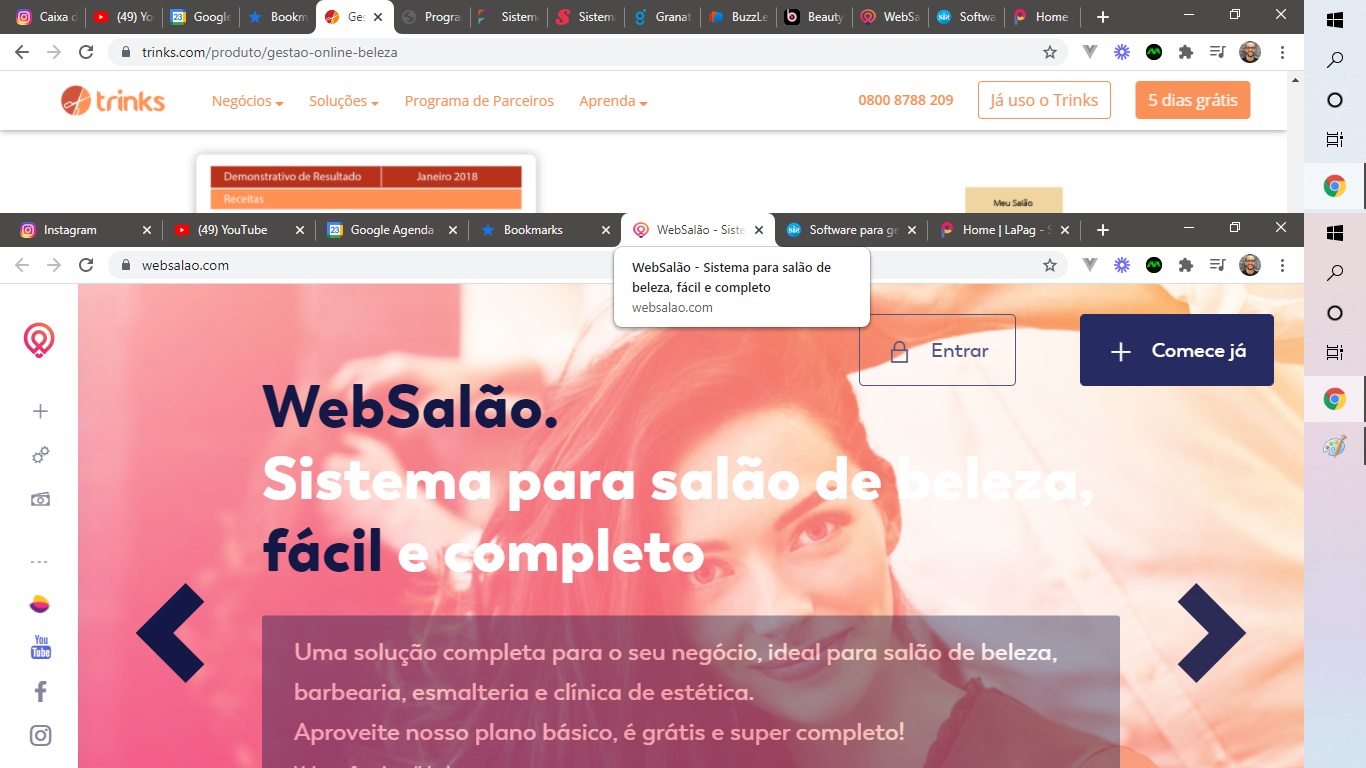 Caixa d
(49) Yo
Google
Bookm
Ges
Progra
Sistem
Sistem
Granat
BuzzLe
Beauty
WebSa
Softwa
Home
trinks.com/produto/gestao-online-beleza
trinks
Negócios
Soluções
Programa de Parceiros
Aprenda
0800 8788 209
Já uso o Trinks
5 dias grátis
Demonstrativo de Resultado
Janeiro 2018
Receitas
Meu Salão
Instagram
(49) YouTube
Google Agenda -
Bookmarks
WebSalão - Siste
Software para ge
Home | LaPag - S
websalao.com
WebSalão - Sistema para salão de
beleza, fácil e completo
websalao.com
Entrar
Comece já
WebSalão.
Sistema para salão de beleza,
fácil e completo
Uma solução completa para o seu negócio, ideal para salão de beleza,
barbearia, esmalteria e clínica de estética.
Aproveite nosso plano básico, é grátis e super completo!
You
Tube